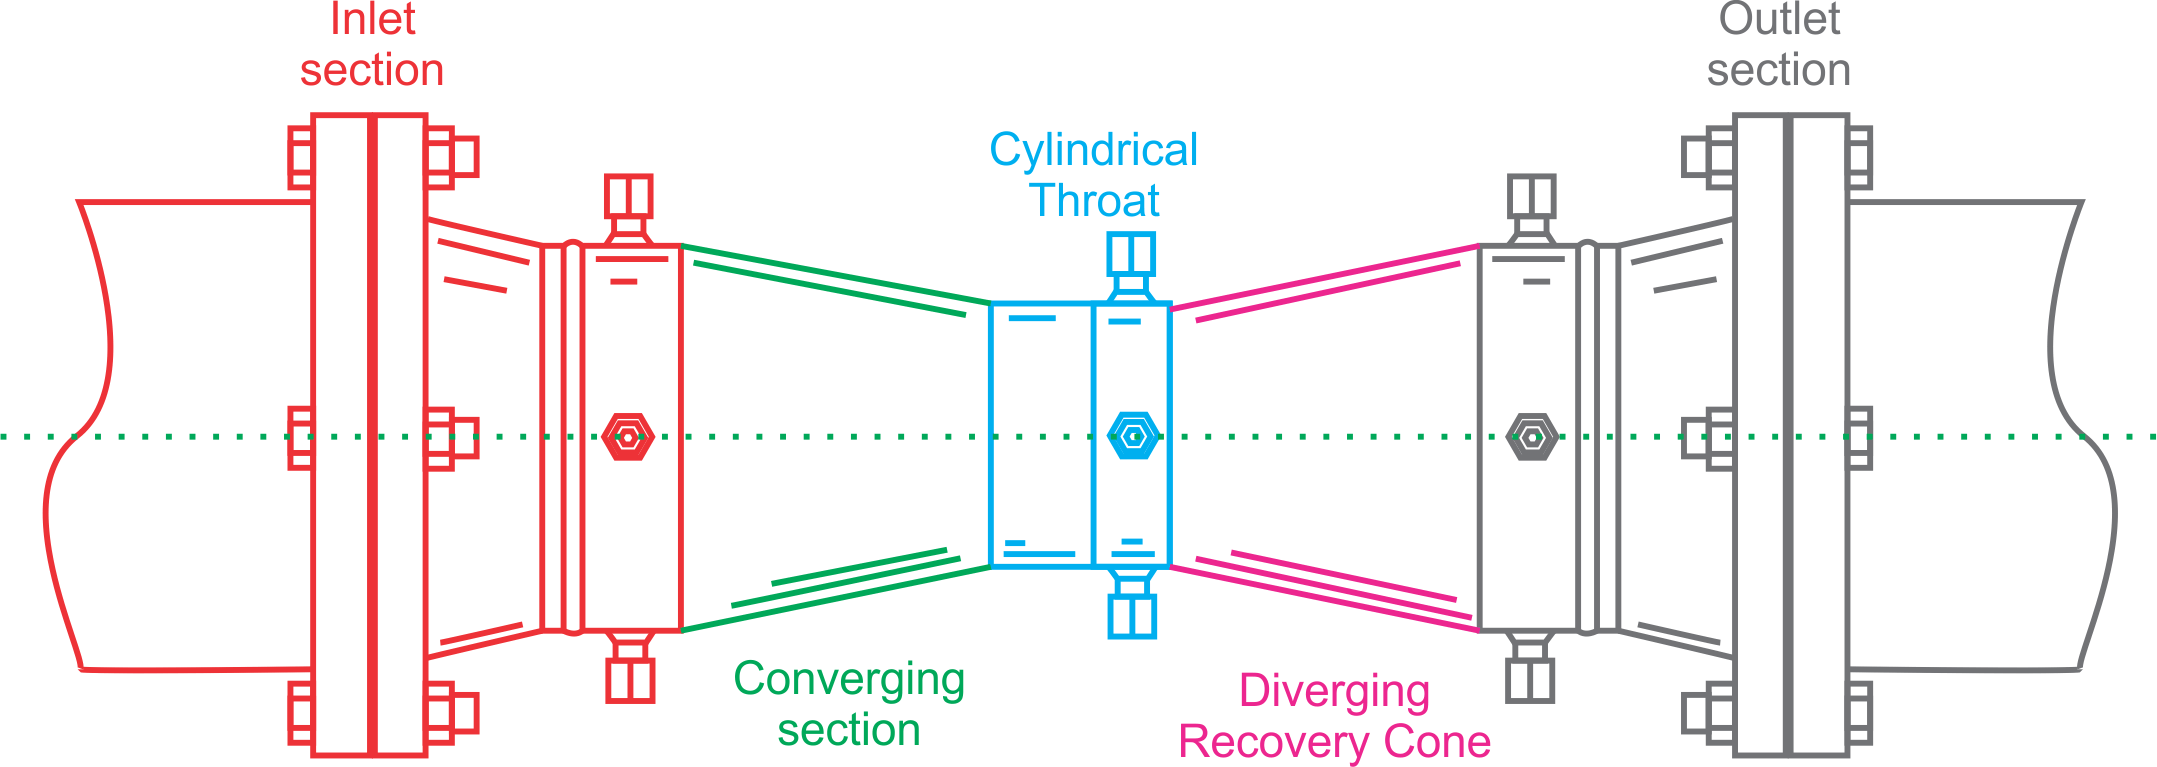 Inlet
section
Outlet
section
Cylindrical
Throat
Converging
section
Diverging
Recovery Cone